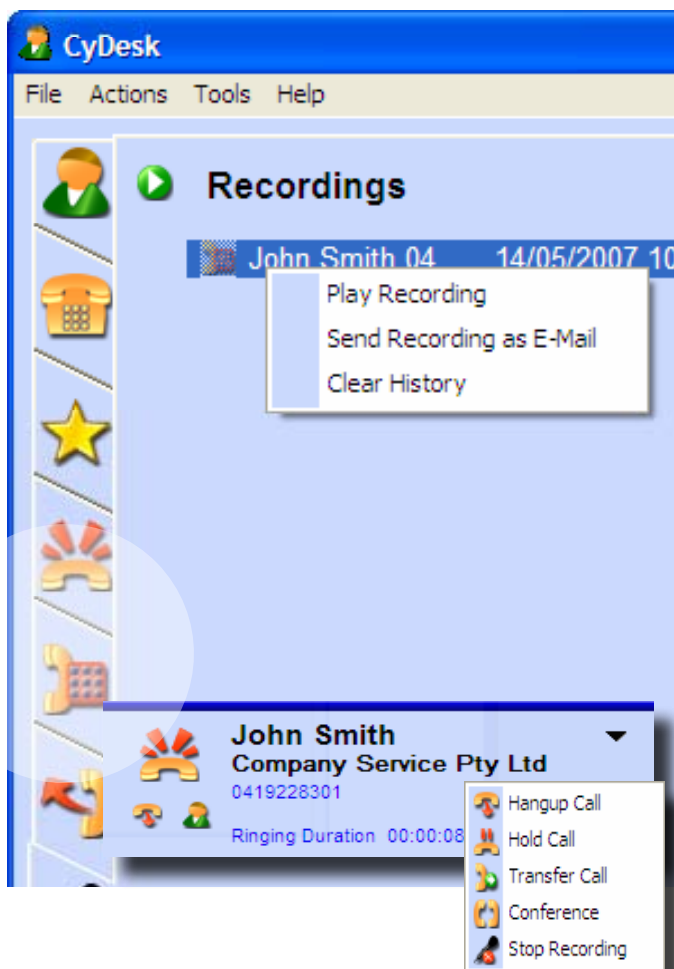 CyDesk
File Actions Tools Help
Recordings
John Smith 04 14/05/2007 10
Play Recording
Send Recording as E-Mail
Clear History
John Smith
Company Service Pty Ltd
0419228301
Ringing Duration 00:00:08
Hangup Call
Hold Call
Transfer Call
Conference
Stop Recording